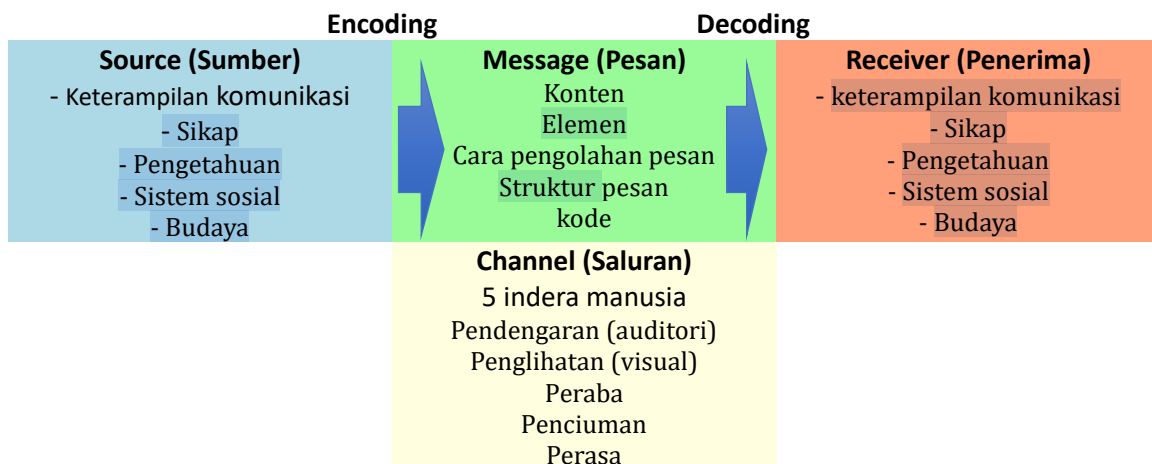 Encoding
Decoding
Source (Sumber)
- Keterampilan komunikasi
- Sikap
- Pengetahuan
- Sistem sosial
- Budaya
Message (Pesan)
Konten
Elemen
Cara pengolahan pesan
Struktur pesan
kode
Receiver (Penerima)
- keterampilan komunikasi
- Sikap
- Pengetahuan
- Sistem sosial
- Budaya
Channel (Saluran)
5 indera manusia
Pendengaran (auditori)
Penglihatan (visual)
Peraba
Penciuman
Perasa